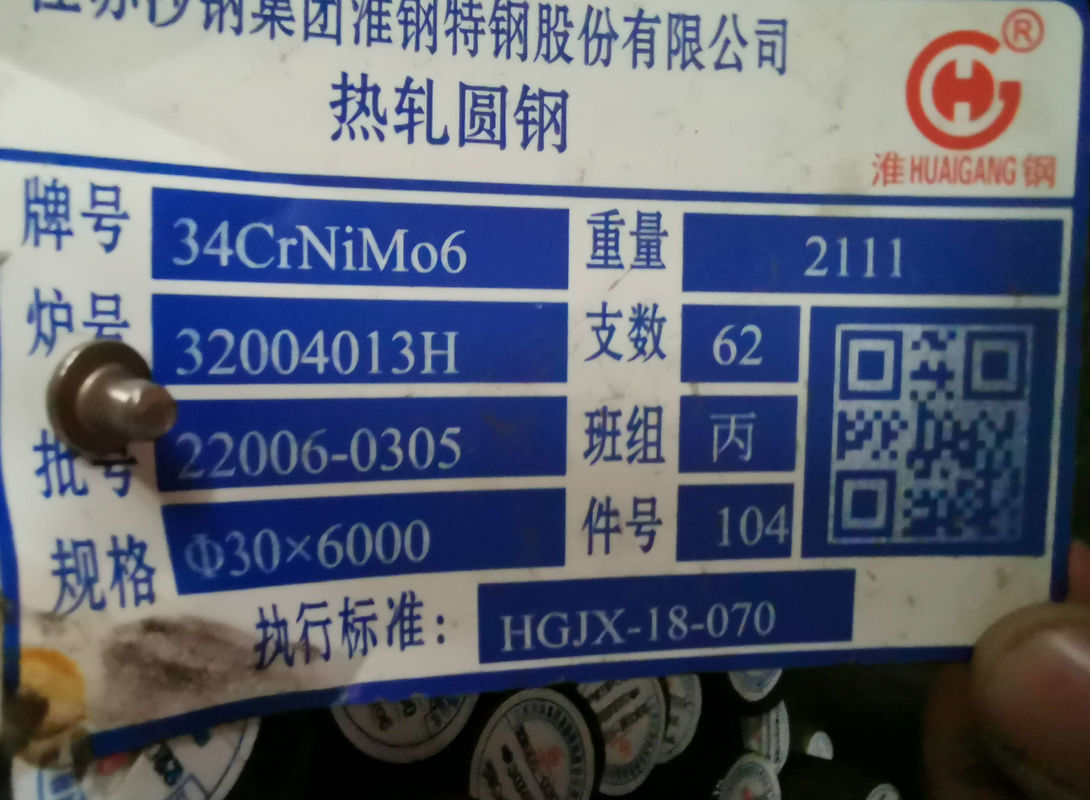 江苏沙钢集团淮钢特钢股份有限公司
热轧圆钢
®
淮 HUAIGANG 钢
牌号 34CrNiMo6 重量 2111
炉号 32004013H 支数 62
批号 22006-0305 班组 丙
规格 Φ30×6000 件号 104
执行标准: HGJX-18-070